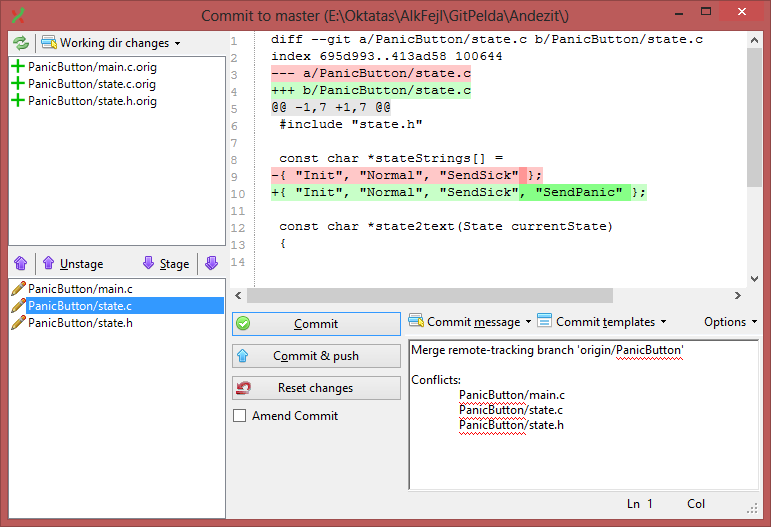 Commit to master (E:\Oktatas\AlkFejl\GitPelda\Andezit\)
Working dir changes
PanicButton/main.c.orig
PanicButton/state.c.orig
PanicButton/state.h.orig
Unstage Stage
PanicButton/main.c
PanicButton/state.c
PanicButton/state.h
1 diff --git a/PanicButton/state.c b/PanicButton/state.c
2 index 695d993..413ad58 100644
3 --- a/PanicButton/state.c
4 +++ b/PanicButton/state.c
5 @@ -1,7 +1,7 @@
6 #include "state.h"
7
8 const char *stateStrings[] =
9 -{ "Init", "Normal", "SendSick" };
10 +{ "Init", "Normal", "SendSick", "SendPanic" };
11
12 const char *state2text(State currentState)
13 {
14
Commit
Commit & push
Reset changes
Amend Commit
Commit message Commit templates Options
Merge remote-tracking branch 'origin/PanicButton'
Conflicts:
PanicButton/main.c
PanicButton/state.c
PanicButton/state.h
Ln 1 Col